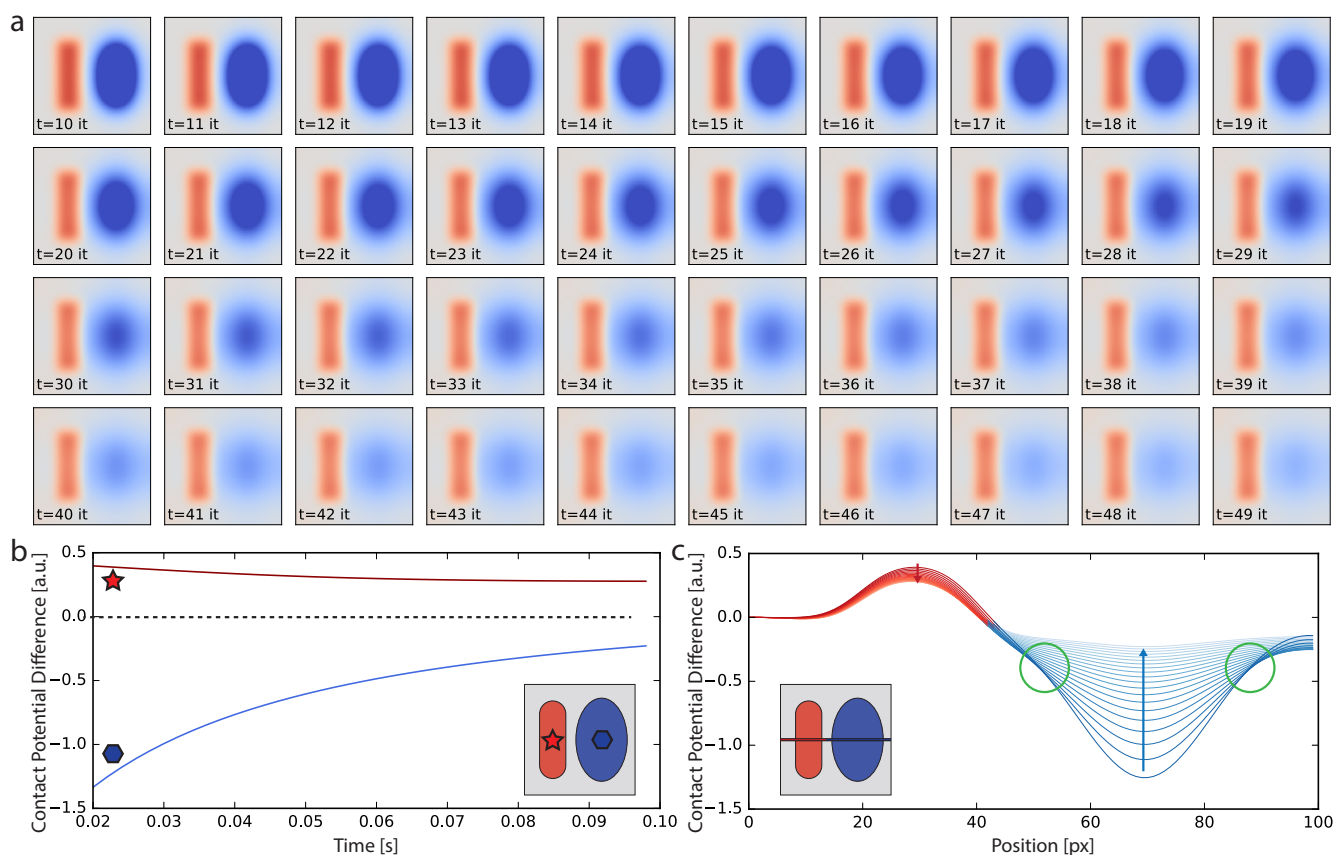 a
t=10 it t=11 it t=12 it t=13 it t=14 it t=15 it t=16 it t=17 it t=18 it t=19 it
t=20 it t=21 it t=22 it t=23 it t=24 it t=25 it t=26 it t=27 it t=28 it t=29 it
t=30 it t=31 it t=32 it t=33 it t=34 it t=35 it t=36 it t=37 it t=38 it t=39 it
t=40 it t=41 it t=42 it t=43 it t=44 it t=45 it t=46 it t=47 it t=48 it t=49 it
b
Contact Potential Difference [a.u.]
0.5
0.0
−0.5
−1.0
−1.5
0.02 0.03 0.04 0.05 0.06 0.07 0.08 0.09 0.10
Time [s]
c
Contact Potential Difference [a.u.]
0.5
0.0
−0.5
−1.0
−1.5
0 20 40 60 80 100
Position [px]